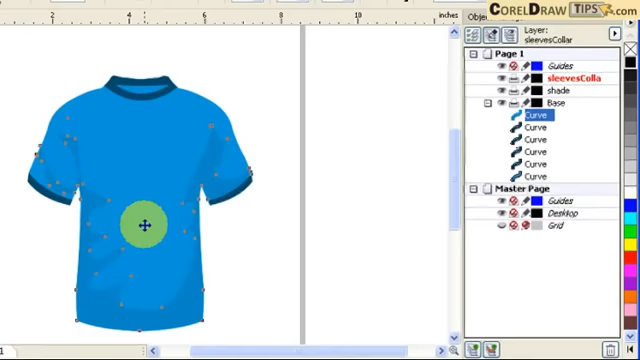 CORELDRAW TIPS.com
4 6 8 10 inches
Layer:
sleevesCollar
Page 1
Guides
sleevesColla
shade
Base
Curve
Curve
Curve
Curve
Curve
Curve
Master Page
Guides
Desktop
Grid